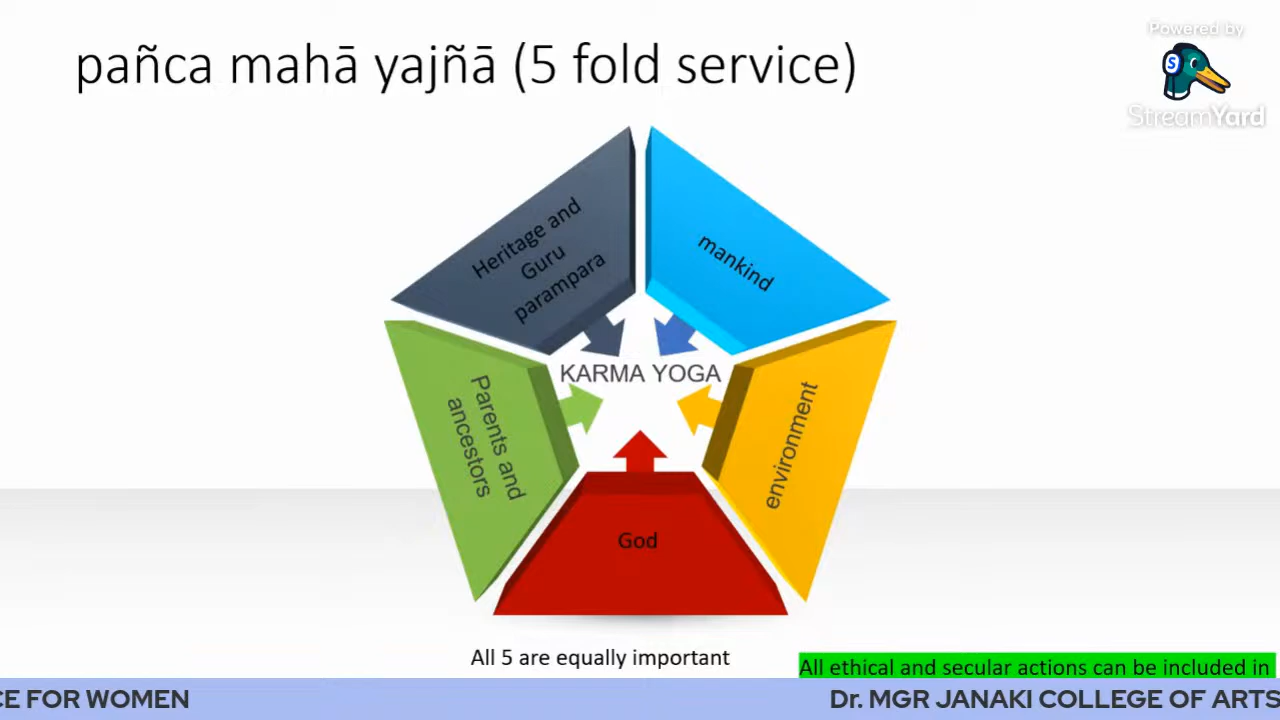 pañca mahā yajñā (5 fold service)
Powered by
S
StreamYard
Heritage and
Guru
parampara
mankind
KARMA YOGA
Parents and
ancestors
environment
God
All 5 are equally important
All ethical and secular actions can be included in
CE FOR WOMEN
Dr. MGR JANAKI COLLEGE OF ARTS